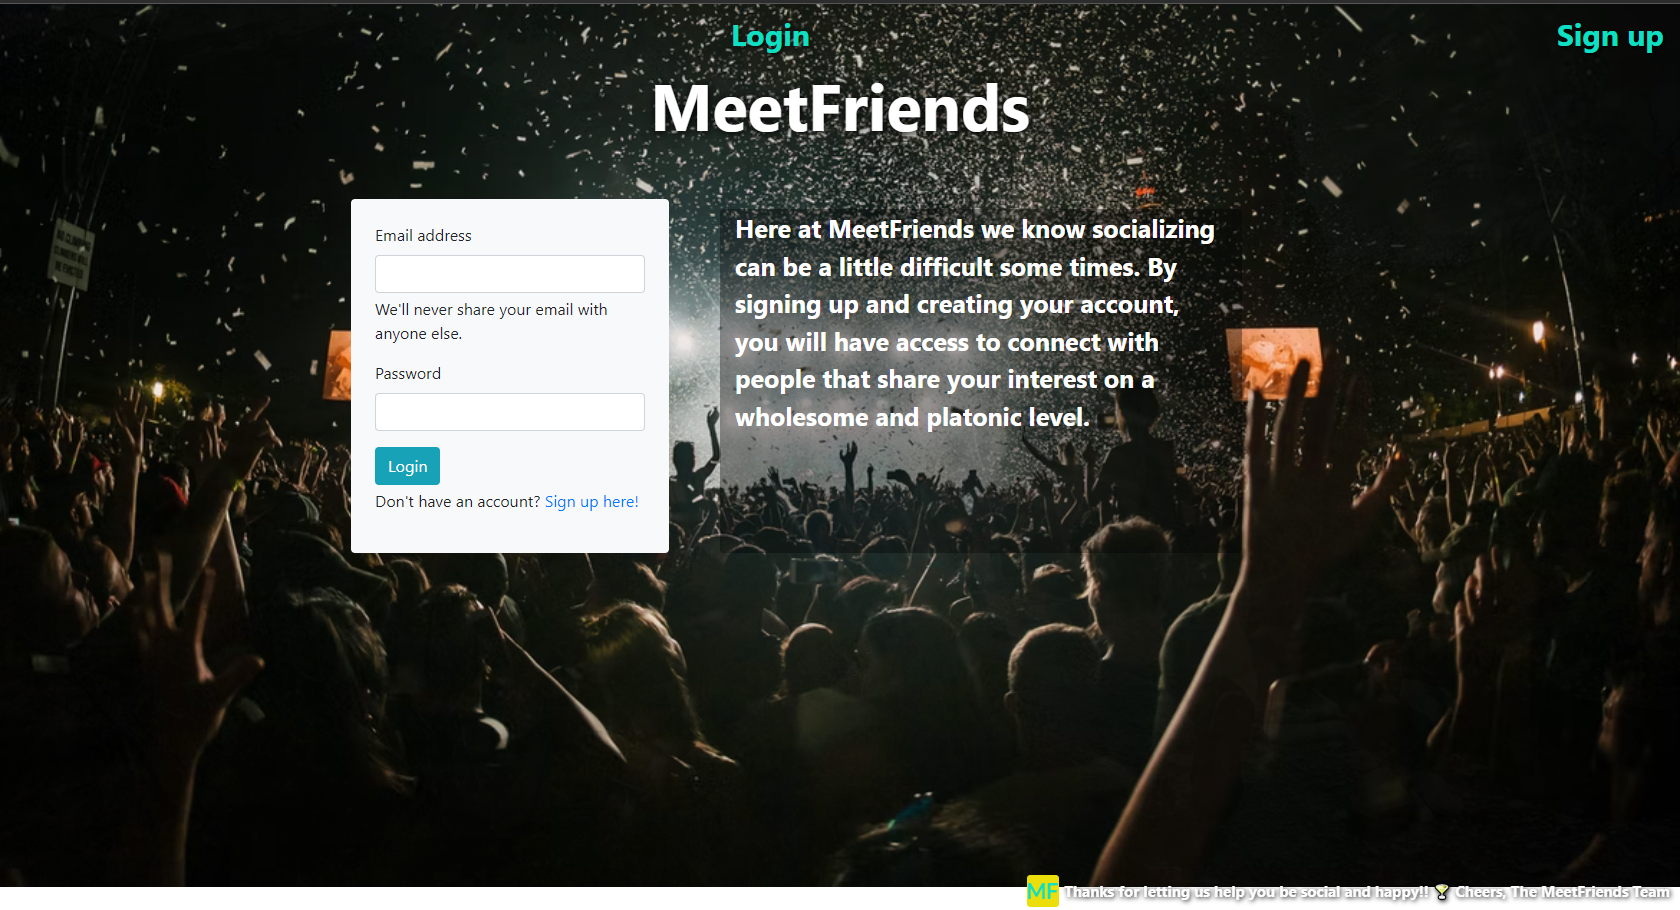 Login
Sign up
MeetFriends
Email address
We'll never share your email with
anyone else.
Password
Login
Don't have an account? Sign up here!
Here at MeetFriends we know socializing
can be a little difficult some times. By
signing up and creating your account,
you will have access to connect with
people that share your interest on a
wholesome and platonic level.
MF Thanks for letting us help you be social and happy!! 🏆 Cheers, The MeetFriends Team